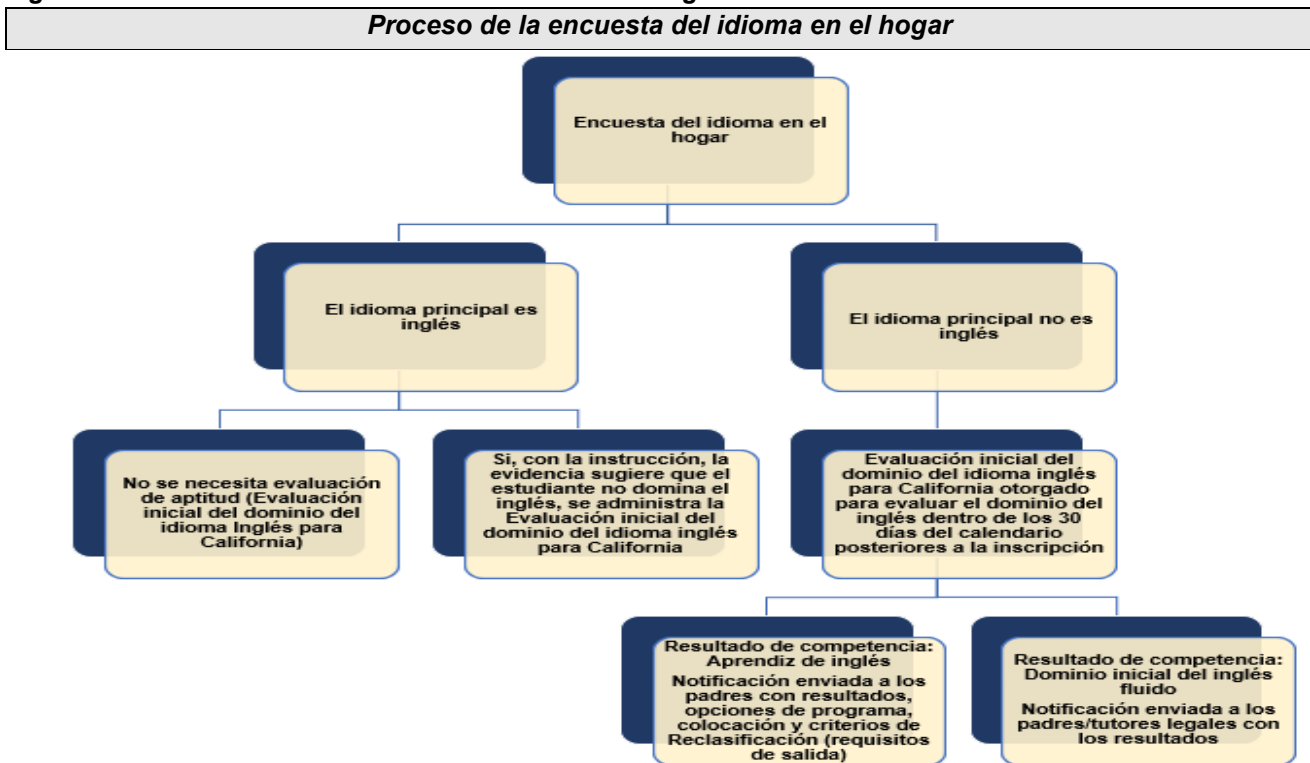 Proceso de la encuesta del idioma en el hogar
Encuesta del idioma en el
hogar
El idioma principal es
inglés
El idioma principal no es
inglés
No se necesita evaluación
de aptitud (Evaluación
inicial del dominio del
idioma Inglés para
California)
Si, con la instrucción, la
evidencia sugiere que el
estudiante no domina el
inglés, se administra la
Evaluación inicial del
dominio del idioma inglés
para California
Evaluación inicial del
dominio del idioma inglés
para California otorgado
para evaluar el dominio del
inglés dentro de los 30
días del calendario
posteriores a la inscripción
Resultado de competencia:
Aprendiz de inglés
Notificación enviada a los
padres con resultados,
opciones de programa,
colocación y criterios de
Reclasificación (requisitos
de salida)
Resultado de competencia:
Dominio inicial del inglés
fluido
Notificación enviada a los
padres/tutores legales con
los resultados